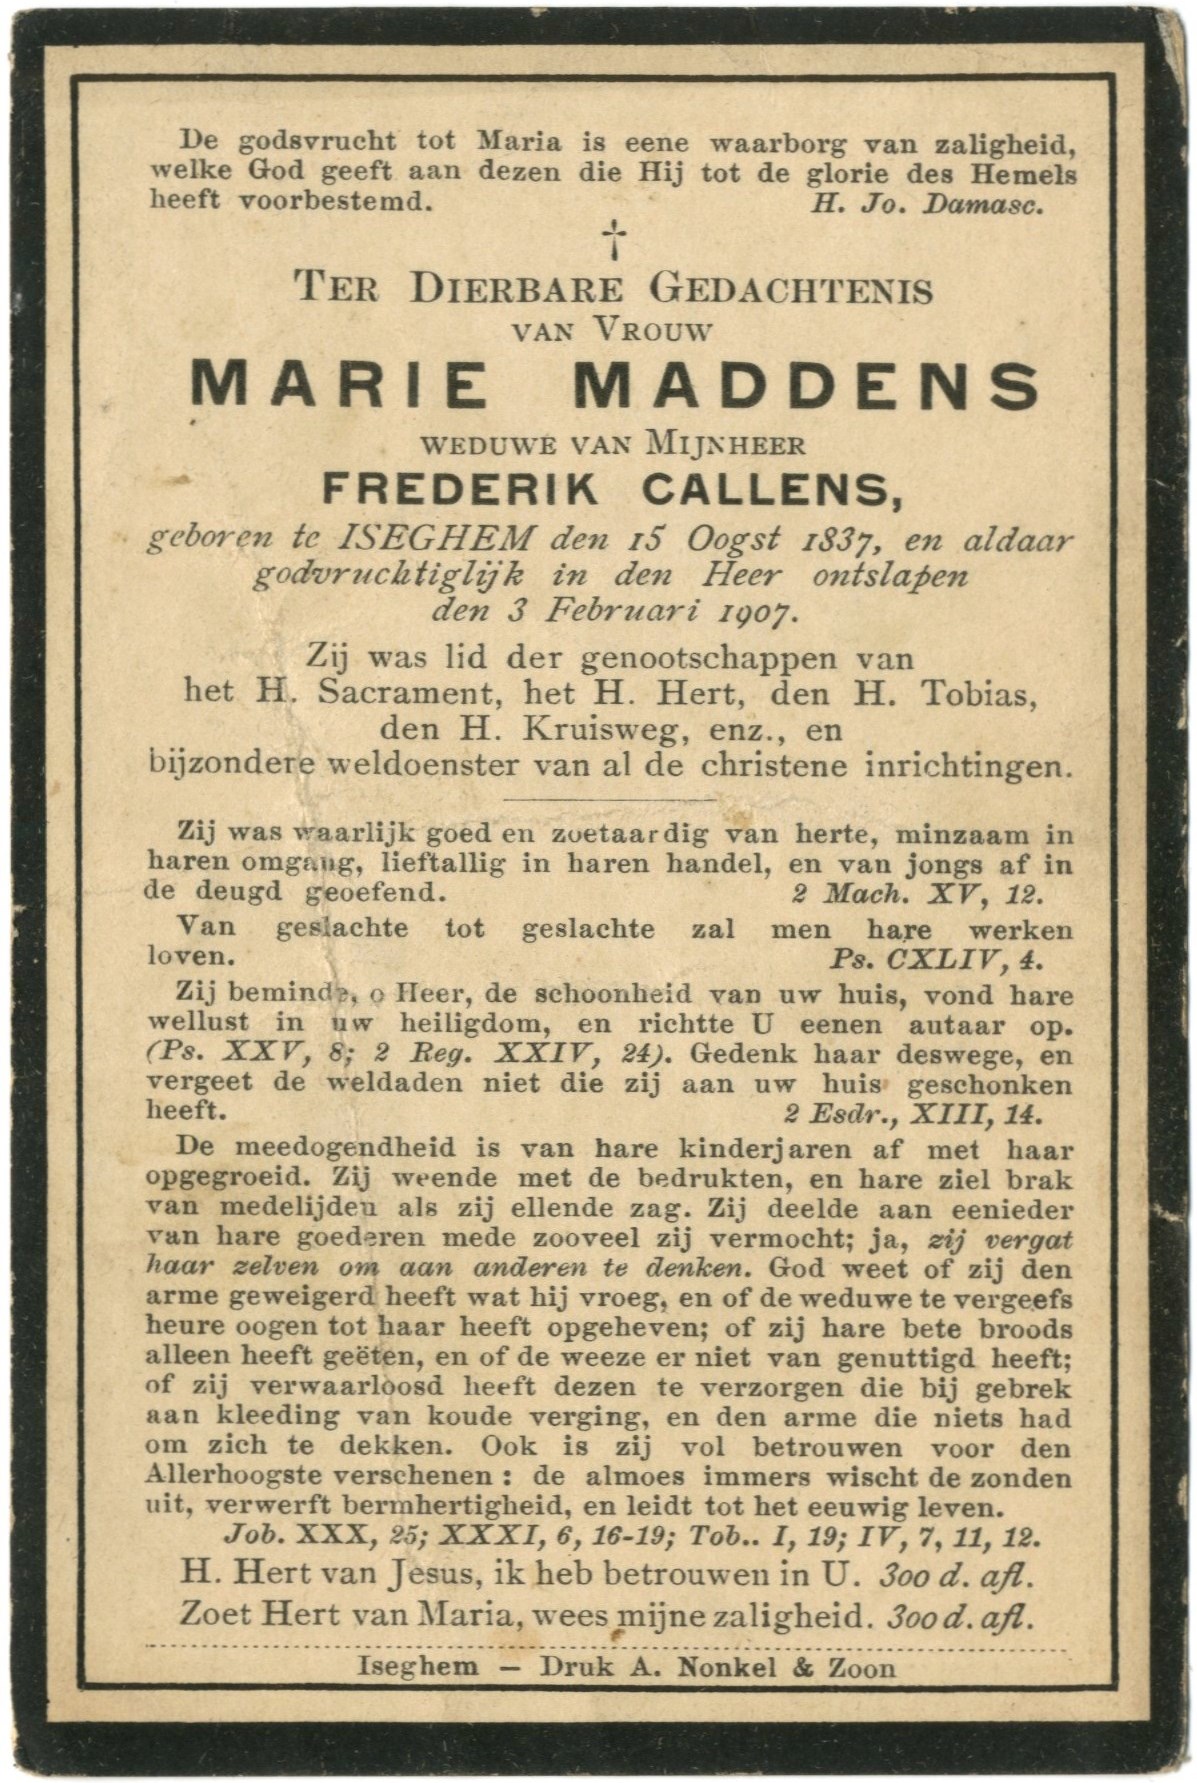 De godsvrucht tot Maria is eene waarborg van zaligheid,
welke God geeft aan dezen die Hij tot de glorie des Hemels
heeft voorbestemd. H. Jo. Damasc.
†
TER DIERBARE GEDACHTENIS
VAN VROUW
MARIE MADDENS
WEDUWE VAN MIJNHEER
FREDERIK CALLENS,
geboren te ISEGHEM den 15 Oogst 1837, en aldaar
godvruchtiglijk in den Heer ontslapen
den 3 Februari 1907.
Zij was lid der genootschappen van
het H. Sacrament, het H. Hert, den H. Tobias,
den H. Kruisweg, enz., en
bijzondere weldoenster van al de christene inrichtingen.
Zij was waarlijk goed en zoetaardig van herte, minzaam in
haren omgang, lieftallig in haren handel, en van jongs af in
de deugd geoefend. 2 Mach. XV, 12.
Van geslachte tot geslachte zal men hare werken
loven. Ps. CXLIV, 4.
Zij beminde, o Heer, de schoonheid van uw huis, vond hare
wellust in uw heiligdom, en richtte U eenen autaar op.
(Ps. XXV, 8; 2 Reg. XXIV, 24). Gedenk haar deswege, en
vergeet de weldaden niet die zij aan uw huis geschonken
heeft. 2 Esdr., XIII, 14.
De meedogendheid is van hare kinderjaren af met haar
opgegroeid. Zij weende met de bedrukten, en hare ziel brak
van medelijden als zij ellende zag. Zij deelde aan eenieder
van hare goederen mede zooveel zij vermocht; ja, zij vergat
haar zelven om aan anderen te denken. God weet of zij den
arme geweigerd heeft wat hij vroeg, en of de weduwe te vergeefs
heure oogen tot haar heeft opgeheven; of zij hare bete broods
alleen heeft geëten, en of de weeze er niet van genuttigd heeft;
of zij verwaarloosd heeft dezen te verzorgen die bij gebrek
aan kleeding van koude verging, en den arme die niets had
om zich te dekken. Ook is zij vol betrouwen voor den
Allerhoogste verschenen : de almoes immers wischt de zonden
uit, verwerft bermhertigheid, en leidt tot het eeuwig leven.
Job. XXX, 25; XXXI, 6, 16-19; Tob.. I, 19; IV, 7, 11, 12.
H. Hert van Jesus, ik heb betrouwen in U. 300 d. afl.
Zoet Hert van Maria, wees mijne zaligheid. 300 d. afl.
Iseghem — Druk A. Nonkel & Zoon